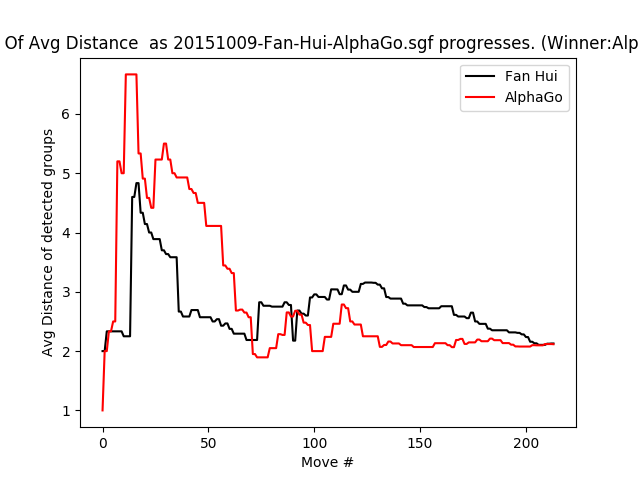 Of Avg Distance as 20151009-Fan-Hui-AlphaGo.sgf progresses. (Winner:Alp
Fan Hui
AlphaGo
Avg Distance of detected groups
6
5
4
3
2
1
0 50 100 150 200
Move #